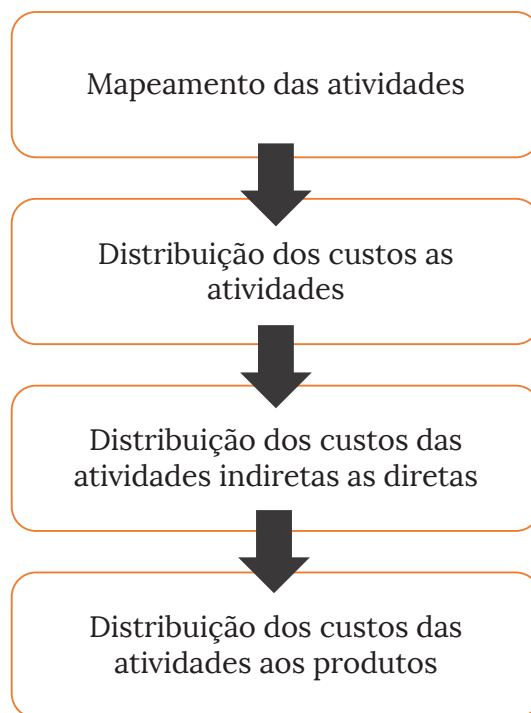 Mapeamento das atividades
Distribuição dos custos as
atividades
Distribuição dos custos das
atividades indiretas as diretas
Distribuição dos custos das
atividades aos produtos